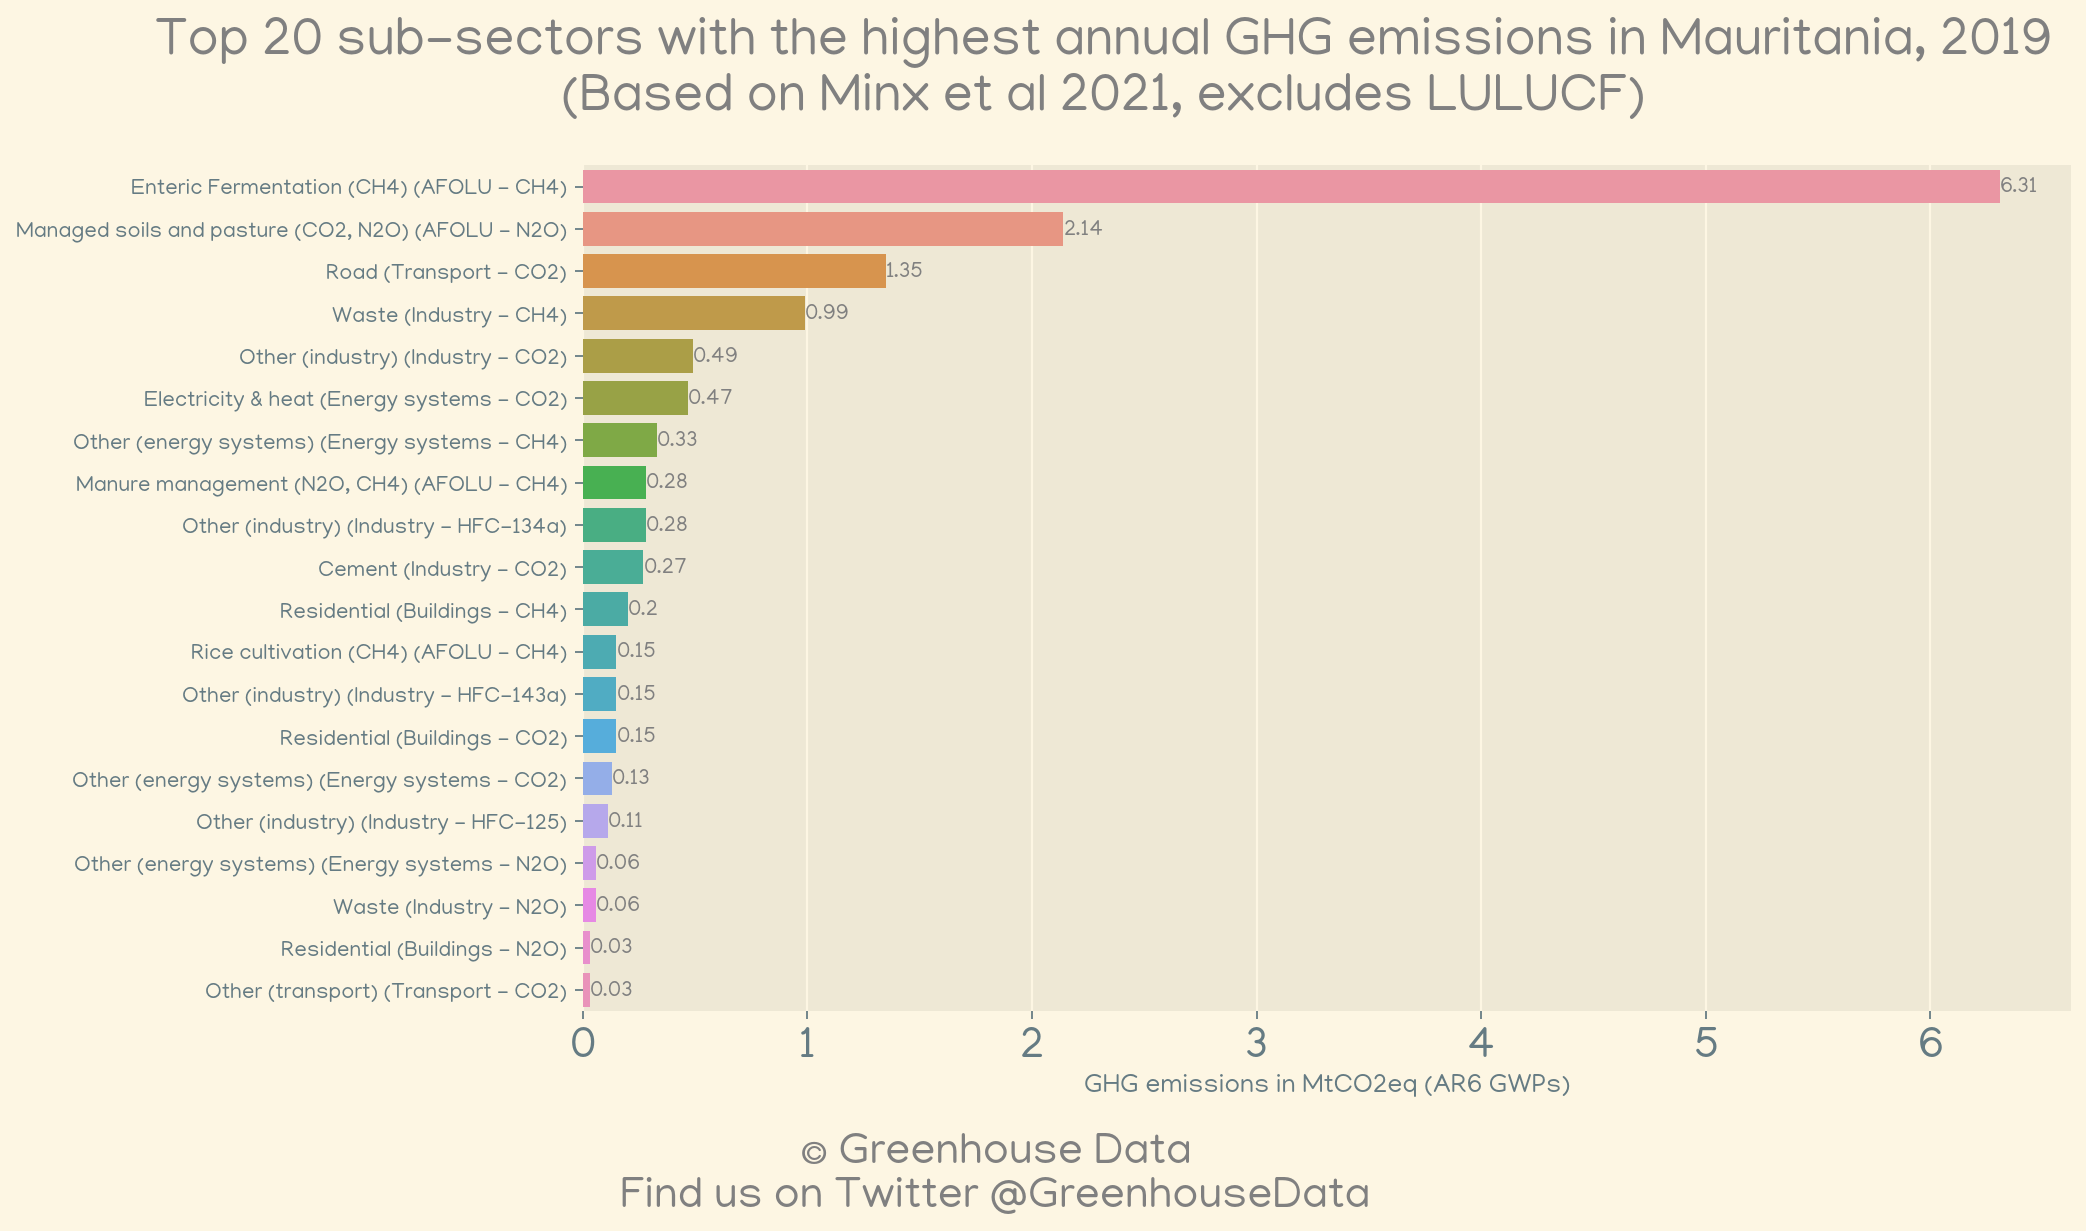 Top 20 sub-sectors with the highest annual GHG emissions in Mauritania, 2019
(Based on Minx et al 2021, excludes LULUCF)
Enteric Fermentation (CH4) (AFOLU - CH4) 6.31
Managed soils and pasture (CO2, N2O) (AFOLU - N2O) 2.14
Road (Transport - CO2) 1.35
Waste (Industry - CH4) 0.99
Other (industry) (Industry - CO2) 0.49
Electricity & heat (Energy systems - CO2) 0.47
Other (energy systems) (Energy systems - CH4) 0.33
Manure management (N2O, CH4) (AFOLU - CH4) 0.28
Other (industry) (Industry - HFC-134a) 0.28
Cement (Industry - CO2) 0.27
Residential (Buildings - CH4) 0.2
Rice cultivation (CH4) (AFOLU - CH4) 0.15
Other (industry) (Industry - HFC-143a) 0.15
Residential (Buildings - CO2) 0.15
Other (energy systems) (Energy systems - CO2) 0.13
Other (industry) (Industry - HFC-125) 0.11
Other (energy systems) (Energy systems - N2O) 0.06
Waste (Industry - N2O) 0.06
Residential (Buildings - N2O) 0.03
Other (transport) (Transport - CO2) 0.03
0 1 2 3 4 5 6
GHG emissions in MtCO2eq (AR6 GWPs)
© Greenhouse Data
Find us on Twitter @GreenhouseData